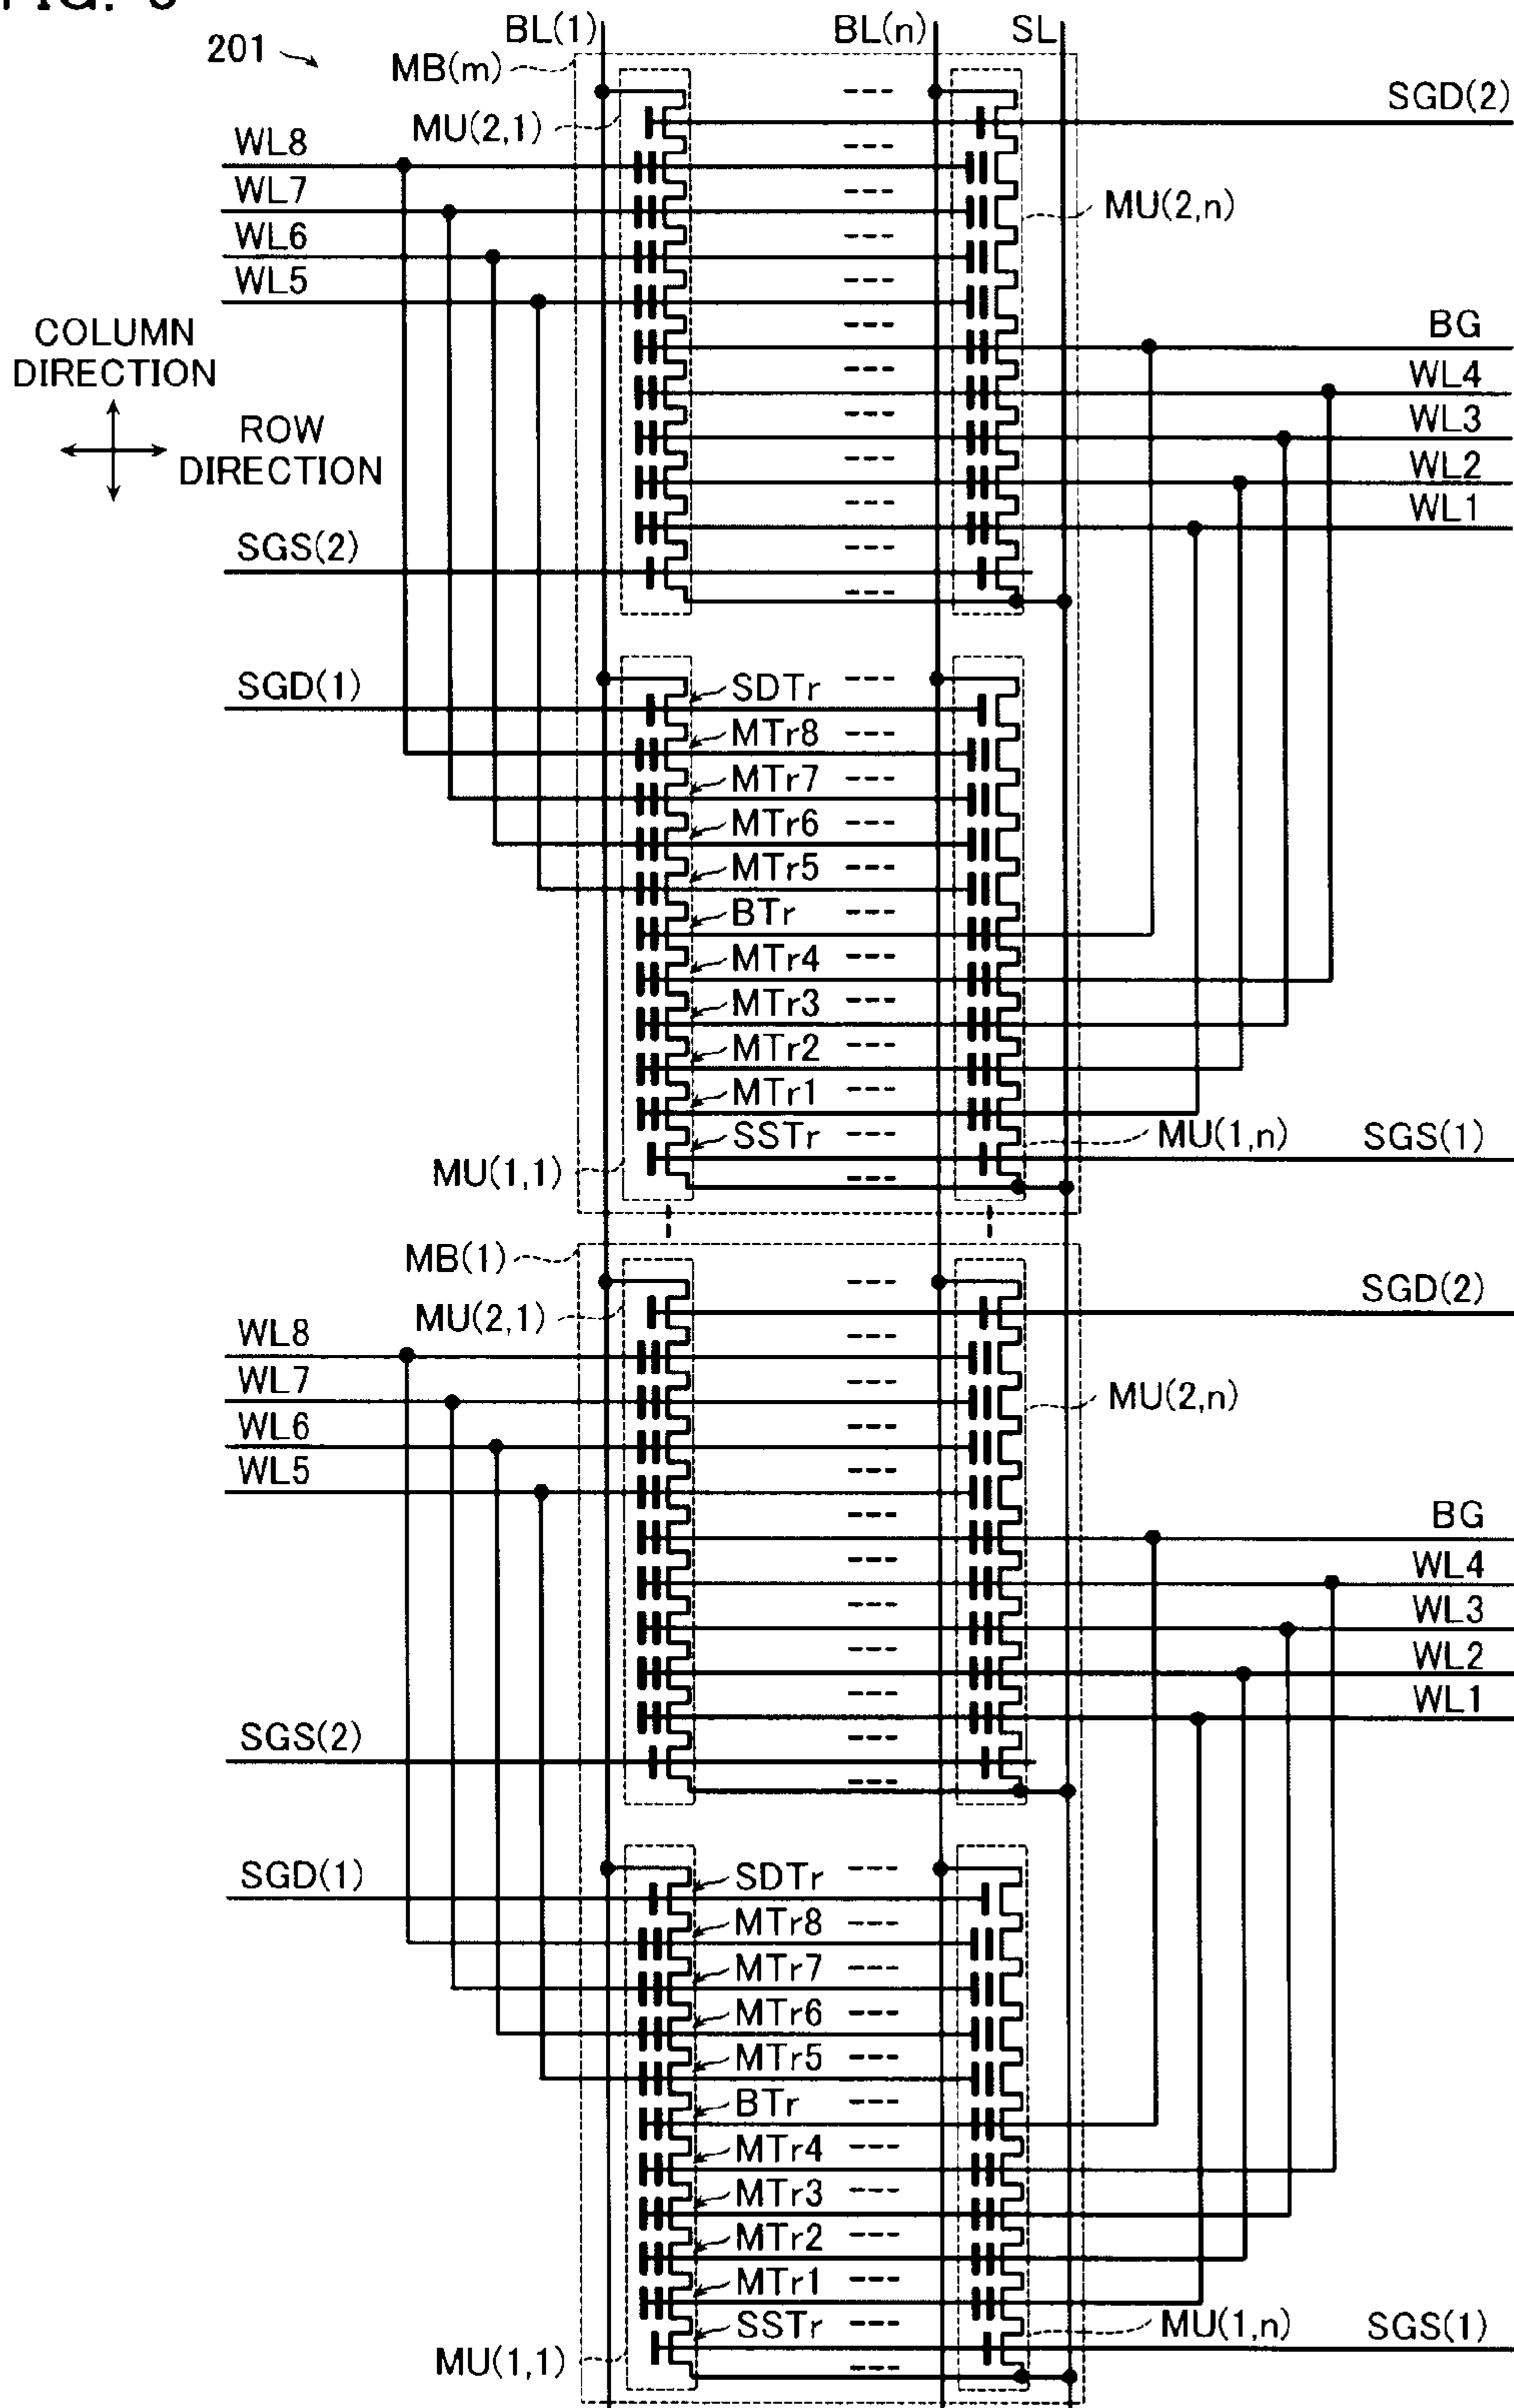 BL(1) BL(n) SL
201
MB(m)
SGD(2)
MU(2,1)
WL8
WL7
MU(2,n)
WL6
WL5
COLUMN
DIRECTION
BG
WL4
ROW
DIRECTION
WL3
WL2
WL1
SGS(2)
SGD(1)
SDTr
MTr8
MTr7
MTr6
MTr5
BTr
MTr4
MTr3
MTr2
MTr1
SSTr
MU(1,n)
SGS(1)
MU(1,1)
MB(1)
SGD(2)
MU(2,1)
WL8
WL7
MU(2,n)
WL6
WL5
BG
WL4
WL3
WL2
WL1
SGS(2)
SGD(1)
SDTr
MTr8
MTr7
MTr6
MTr5
BTr
MTr4
MTr3
MTr2
MTr1
SSTr
MU(1,n)
SGS(1)
MU(1,1)